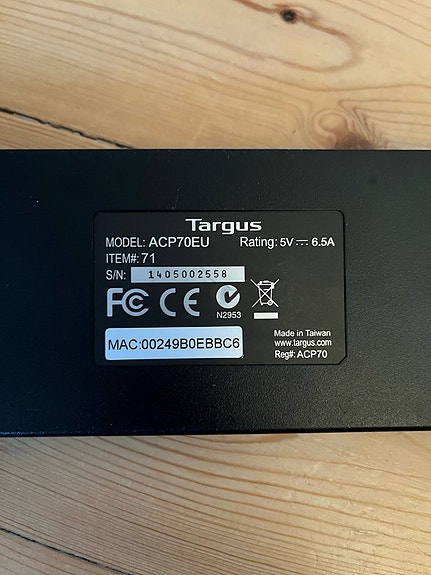 Targus
MODEL: ACP70EU Rating: 5V ⎓ 6.5A
ITEM#: 71
S/N: 1405002558
FC CE N2953
MAC:00249B0EBBC6
Made in Taiwan
www.targus.com
Reg#: ACP70